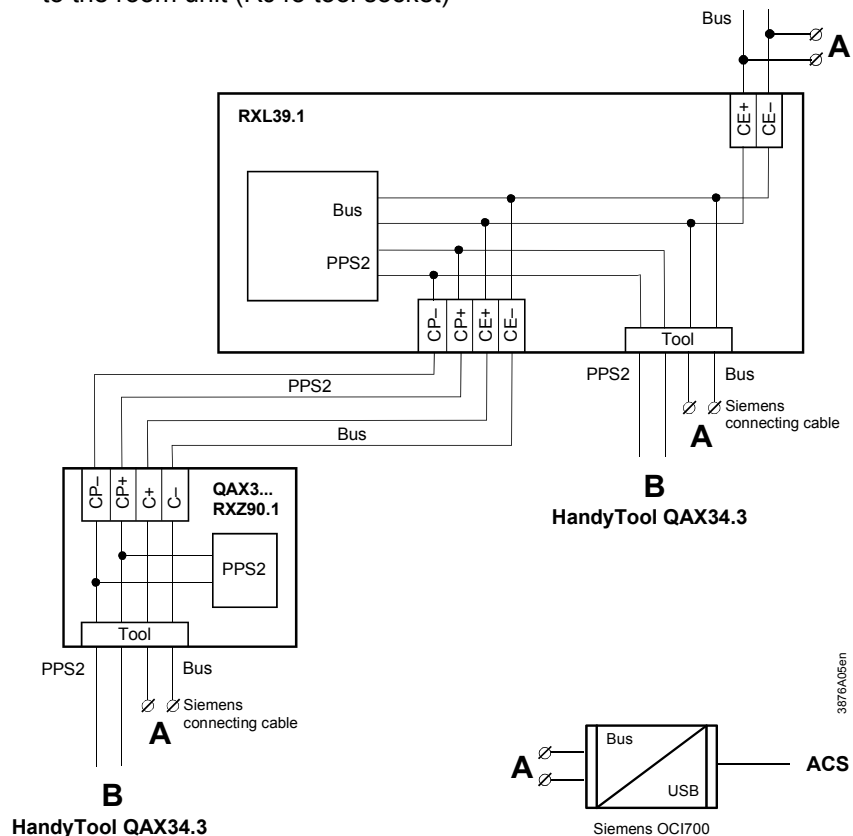 to the room unit (RJ45 tool socket)
Bus
A
RXL39.1
CE+
CE–
Bus
PPS2
CP–
CP+
CE+
CE–
Tool
PPS2
Bus
PPS2
Siemens
connecting cable
Bus
A
B
HandyTool QAX34.3
CP–
CP+
C+
C–
QAX3...
RXZ90.1
PPS2
Tool
PPS2
Bus
Siemens
connecting cable
A
B
HandyTool QAX34.3
3876A05en
A
Bus
USB
ACS
Siemens OCI700